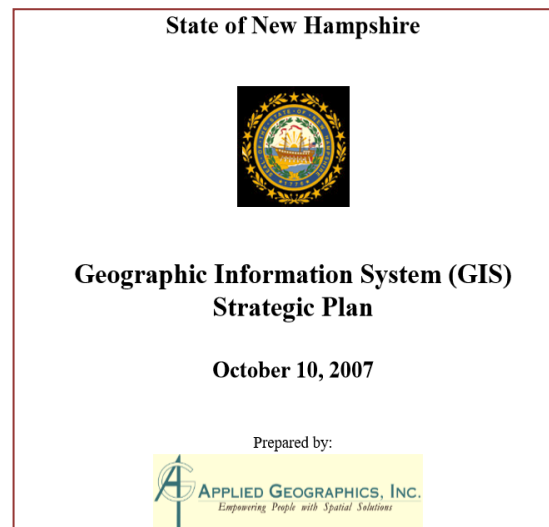 State of New Hampshire
Geographic Information System (GIS)
Strategic Plan
October 10, 2007
Prepared by:
AG
APPLIED GEOGRAPHICS, INC.
Empowering People with Spatial Solutions